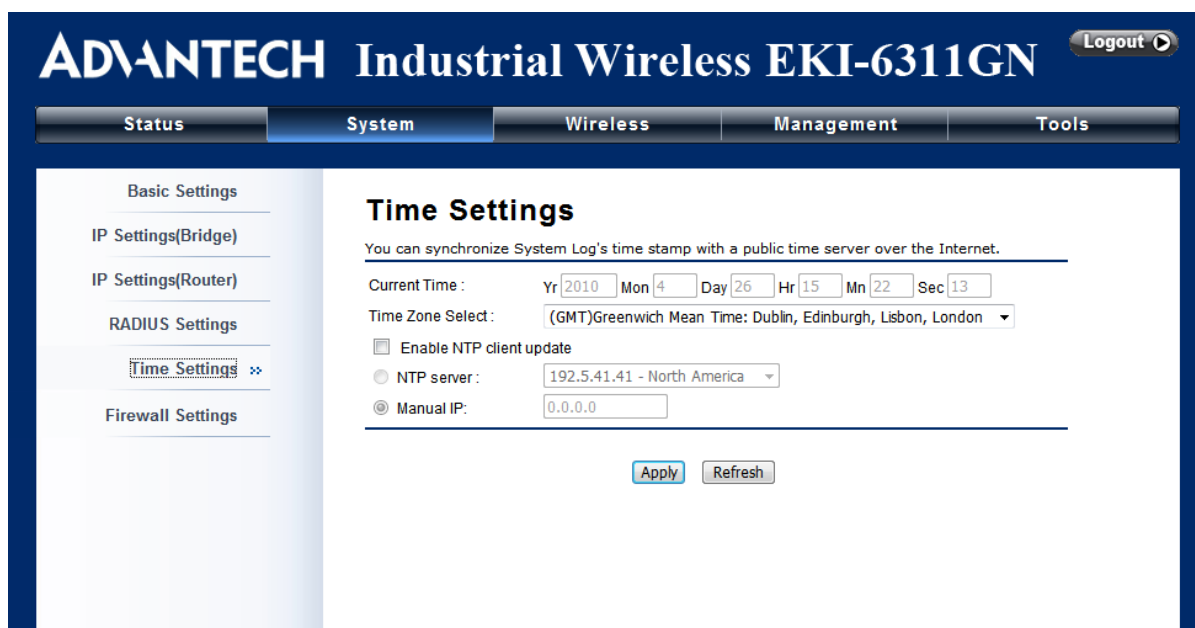 ADVANTECH Industrial Wireless EKI-6311GN
Logout
Status System Wireless Management Tools
Basic Settings
IP Settings(Bridge)
IP Settings(Router)
RADIUS Settings
Time Settings »
Firewall Settings
Time Settings
You can synchronize System Log's time stamp with a public time server over the Internet.
Current Time : Yr 2010 Mon 4 Day 26 Hr 15 Mn 22 Sec 13
Time Zone Select : (GMT)Greenwich Mean Time: Dublin, Edinburgh, Lisbon, London
Enable NTP client update
NTP server : 192.5.41.41 - North America
Manual IP: 0.0.0.0
Apply Refresh